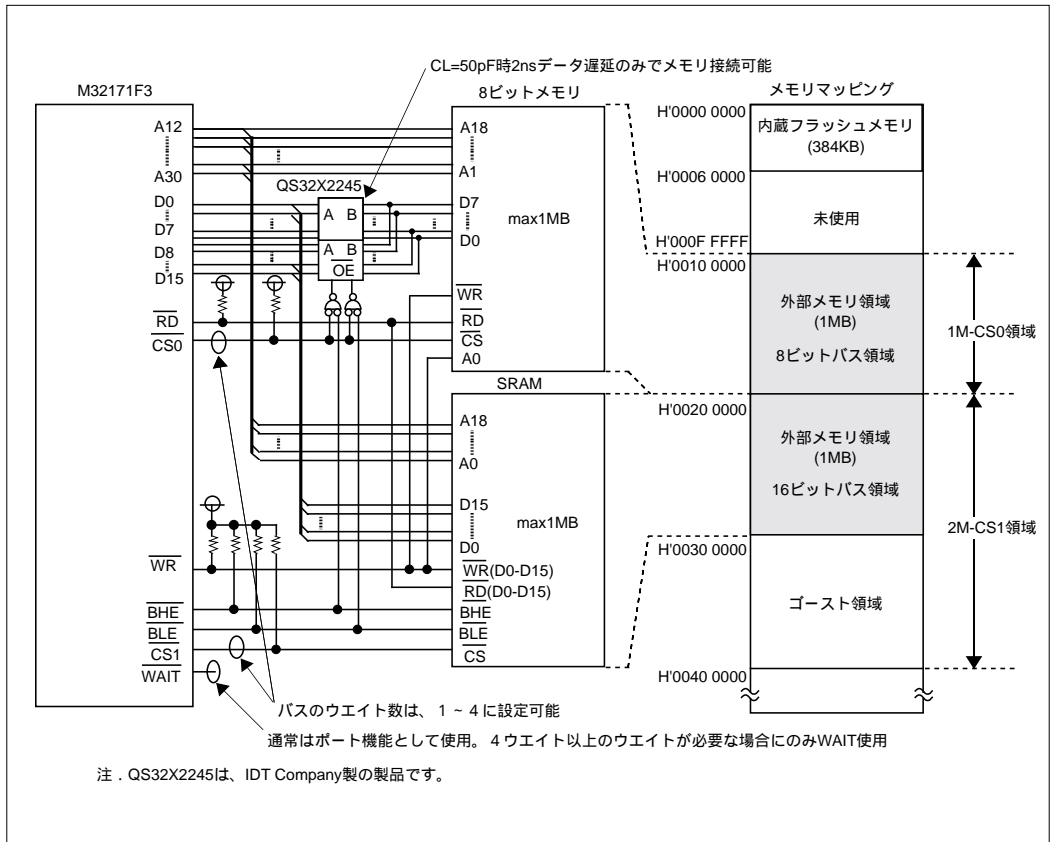 CL=50pF時2nsデータ遅延のみでメモリ接続可能
M32171F3
8ビットメモリ
メモリマッピング
A12
A30
D0
D7
D8
D15
RD
CS0
WR
BHE
BLE
CS1
WAIT
QS32X2245
A B
A B
OE
A18
A1
D7
D0
max1MB
WR
RD
CS
A0
SRAM
A18
A0
D15
D0
max1MB
WR(D0-D15)
RD(D0-D15)
BHE
BLE
CS
H'0000 0000
内蔵フラッシュメモリ
(384KB)
H'0006 0000
未使用
H'000F FFFF
H'0010 0000
外部メモリ領域
(1MB)
8ビットバス領域
1M-CS0領域
H'0020 0000
外部メモリ領域
(1MB)
16ビットバス領域
2M-CS1領域
H'0030 0000
ゴースト領域
H'0040 0000
バスのウエイト数は、1~4に設定可能
通常はポート機能として使用。4ウエイト以上のウエイトが必要な場合にのみWAIT使用
注.QS32X2245は、IDT Company製の製品です。